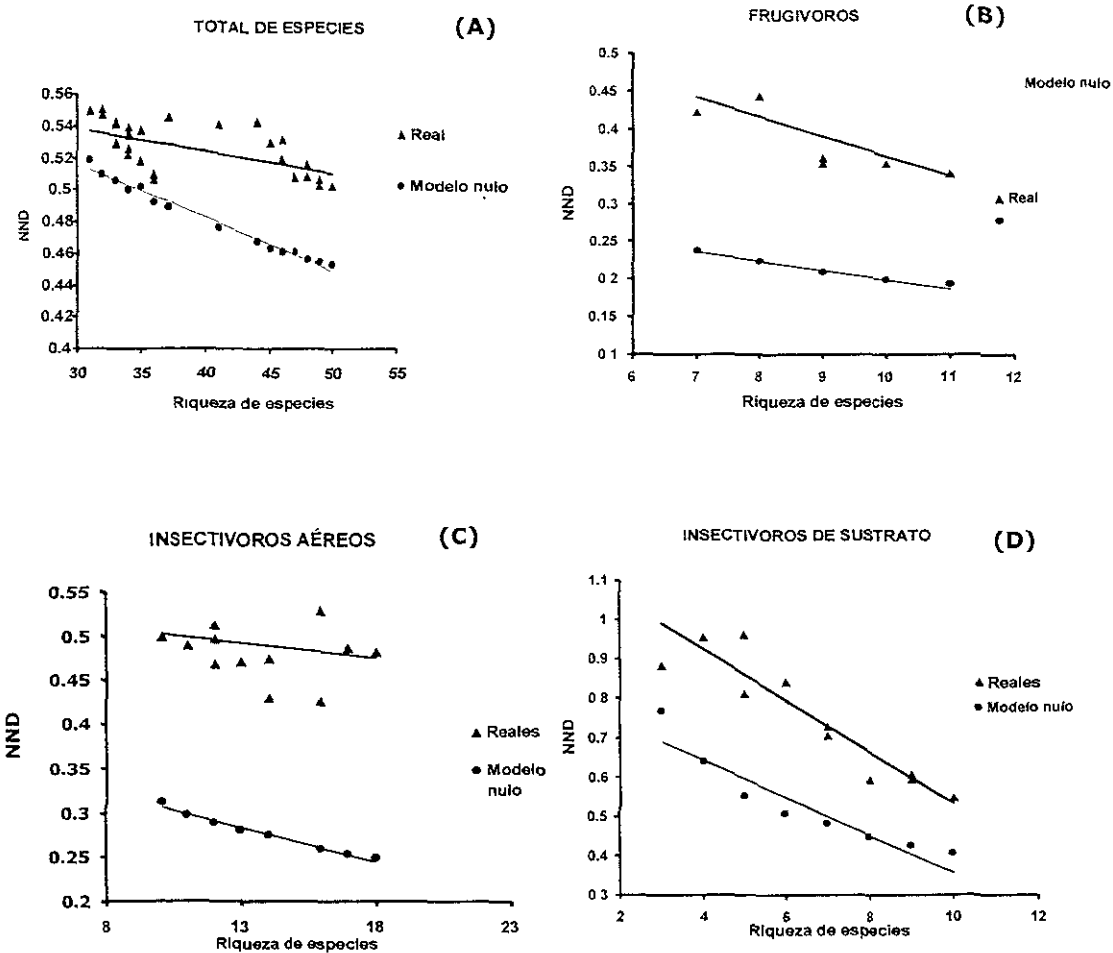 TOTAL DE ESPECIES
(A)
0.56
0.54
0.52
0.5
0.48
0.46
0.44
0.42
0.4
NND
30
35
40
45
50
55
Riqueza de especies
Real
Modelo nulo
FRUGIVOROS
(B)
0.5
0.45
0.4
0.35
0.3
0.25
0.2
0.15
0.1
NND
6
7
8
9
10
11
12
Riqueza de especies
Modelo nulo
Real
INSECTIVOROS AÉREOS
(C)
0.55
0.5
0.45
0.4
0.35
0.3
0.25
0.2
NND
8
13
18
23
Riqueza de especies
Reales
Modelo
nulo
INSECTIVOROS DE SUSTRATO
(D)
1.1
1
0.9
0.8
0.7
0.6
0.5
0.4
0.3
NND
2
4
6
8
10
12
Riqueza de especies
Reales
Modelo nulo